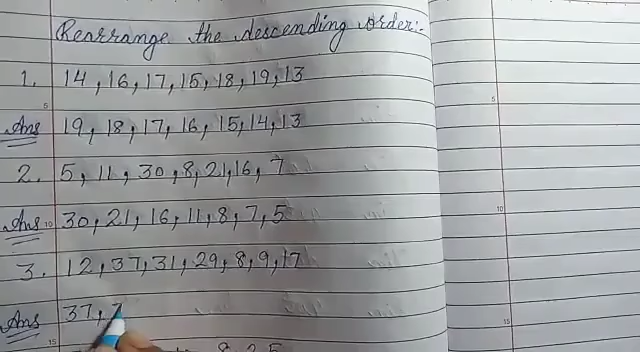 Rearrange the descending order:-
1. 14, 16, 17, 15, 18, 19, 13
Ans 19, 18, 17, 16, 15, 14, 13
2. 5, 11, 30, 8, 21, 16, 7
Ans 30, 21, 16, 11, 8, 7, 5
3. 12, 37, 31, 29, 8, 9, 17
Ans 37,